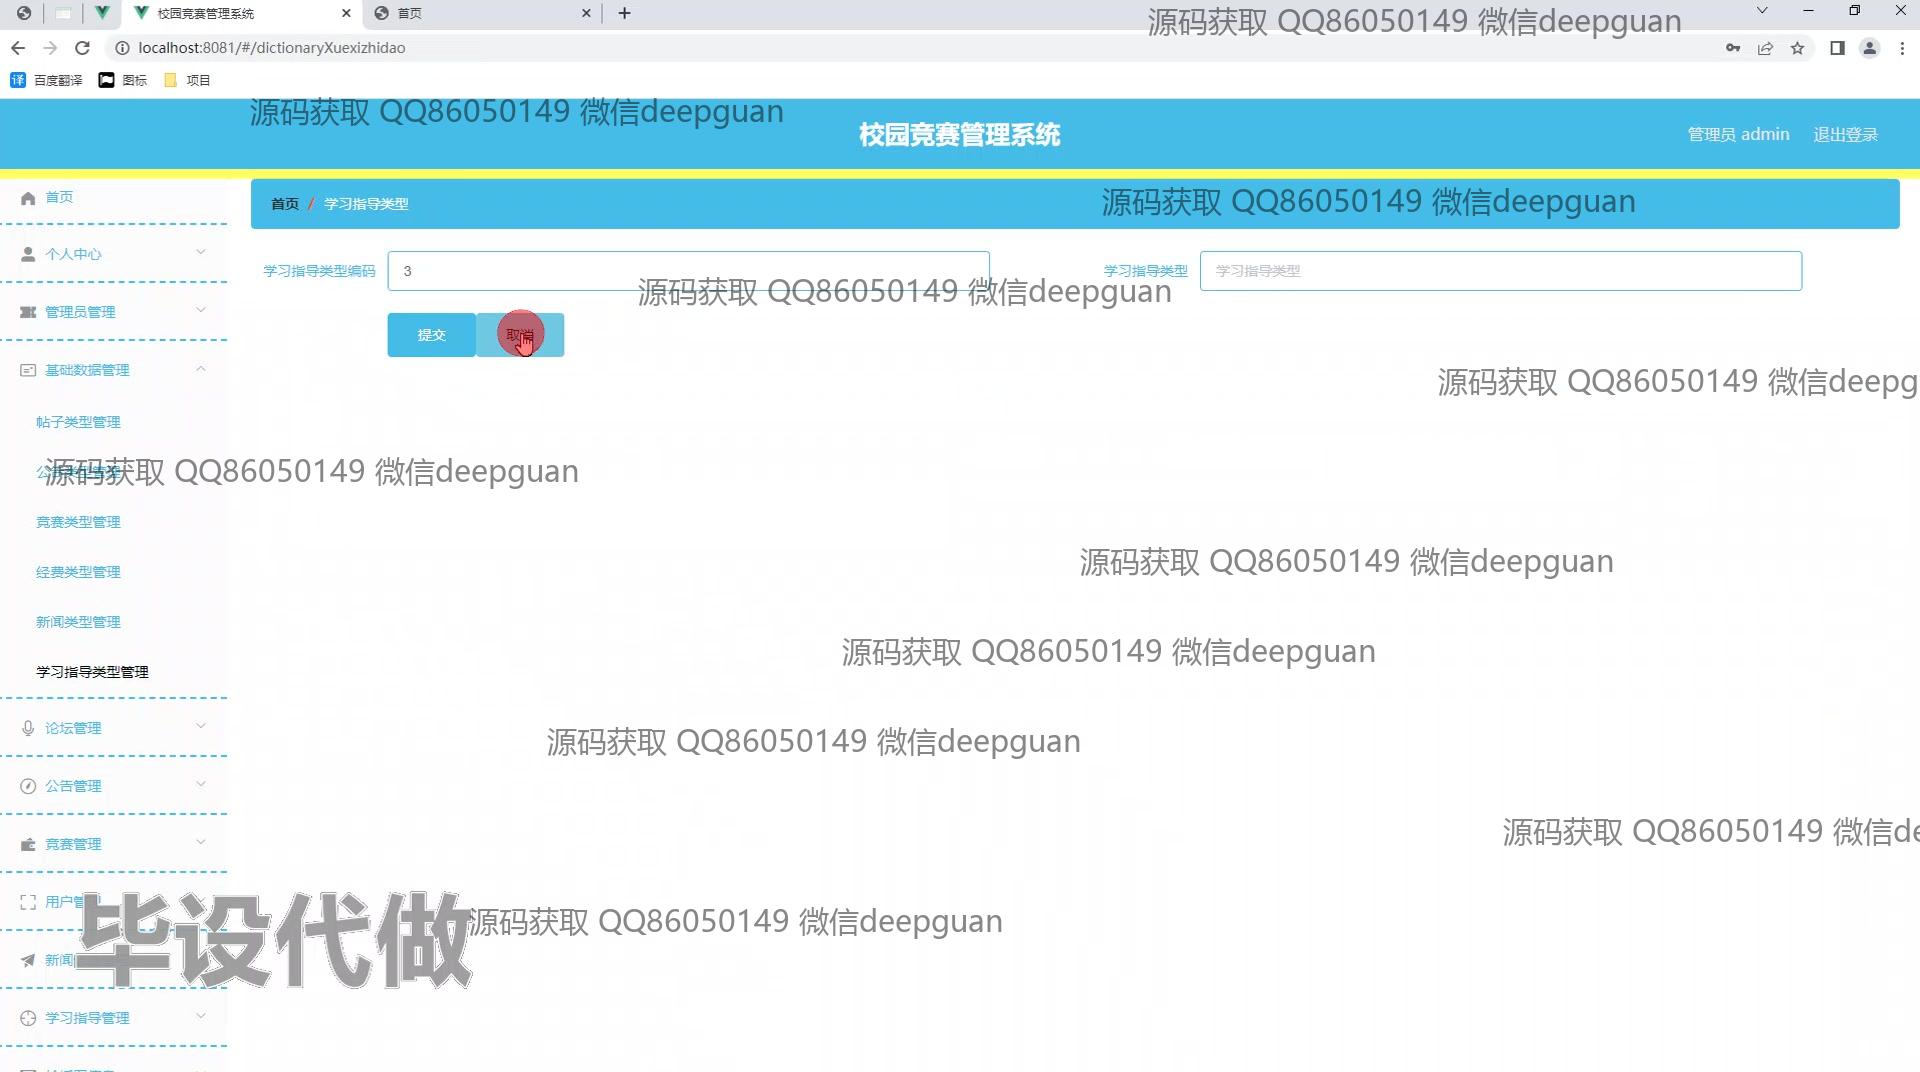 校园竞赛管理系统
首页
源码获取 QQ86050149 微信deepguan
localhost:8081/#/dictionaryXuexizhidao
百度翻译
图标
项目
源码获取 QQ86050149 微信deepguan
校园竞赛管理系统
管理员 admin
退出登录
首页
首页 / 学习指导类型
源码获取 QQ86050149 微信deepguan
个人中心
学习指导类型编码
3
学习指导类型
学习指导类型
源码获取 QQ86050149 微信deepguan
管理员管理
提交
取消
基础数据管理
源码获取 QQ86050149 微信deepg
帖子类型管理
源码获取 QQ86050149 微信deepguan
竞赛类型管理
源码获取 QQ86050149 微信deepguan
经费类型管理
新闻类型管理
源码获取 QQ86050149 微信deepguan
学习指导类型管理
论坛管理
源码获取 QQ86050149 微信deepguan
公告管理
竞赛管理
源码获取 QQ86050149 微信de
用户管
毕设代做
源码获取 QQ86050149 微信deepguan
新闻
学习指导管理